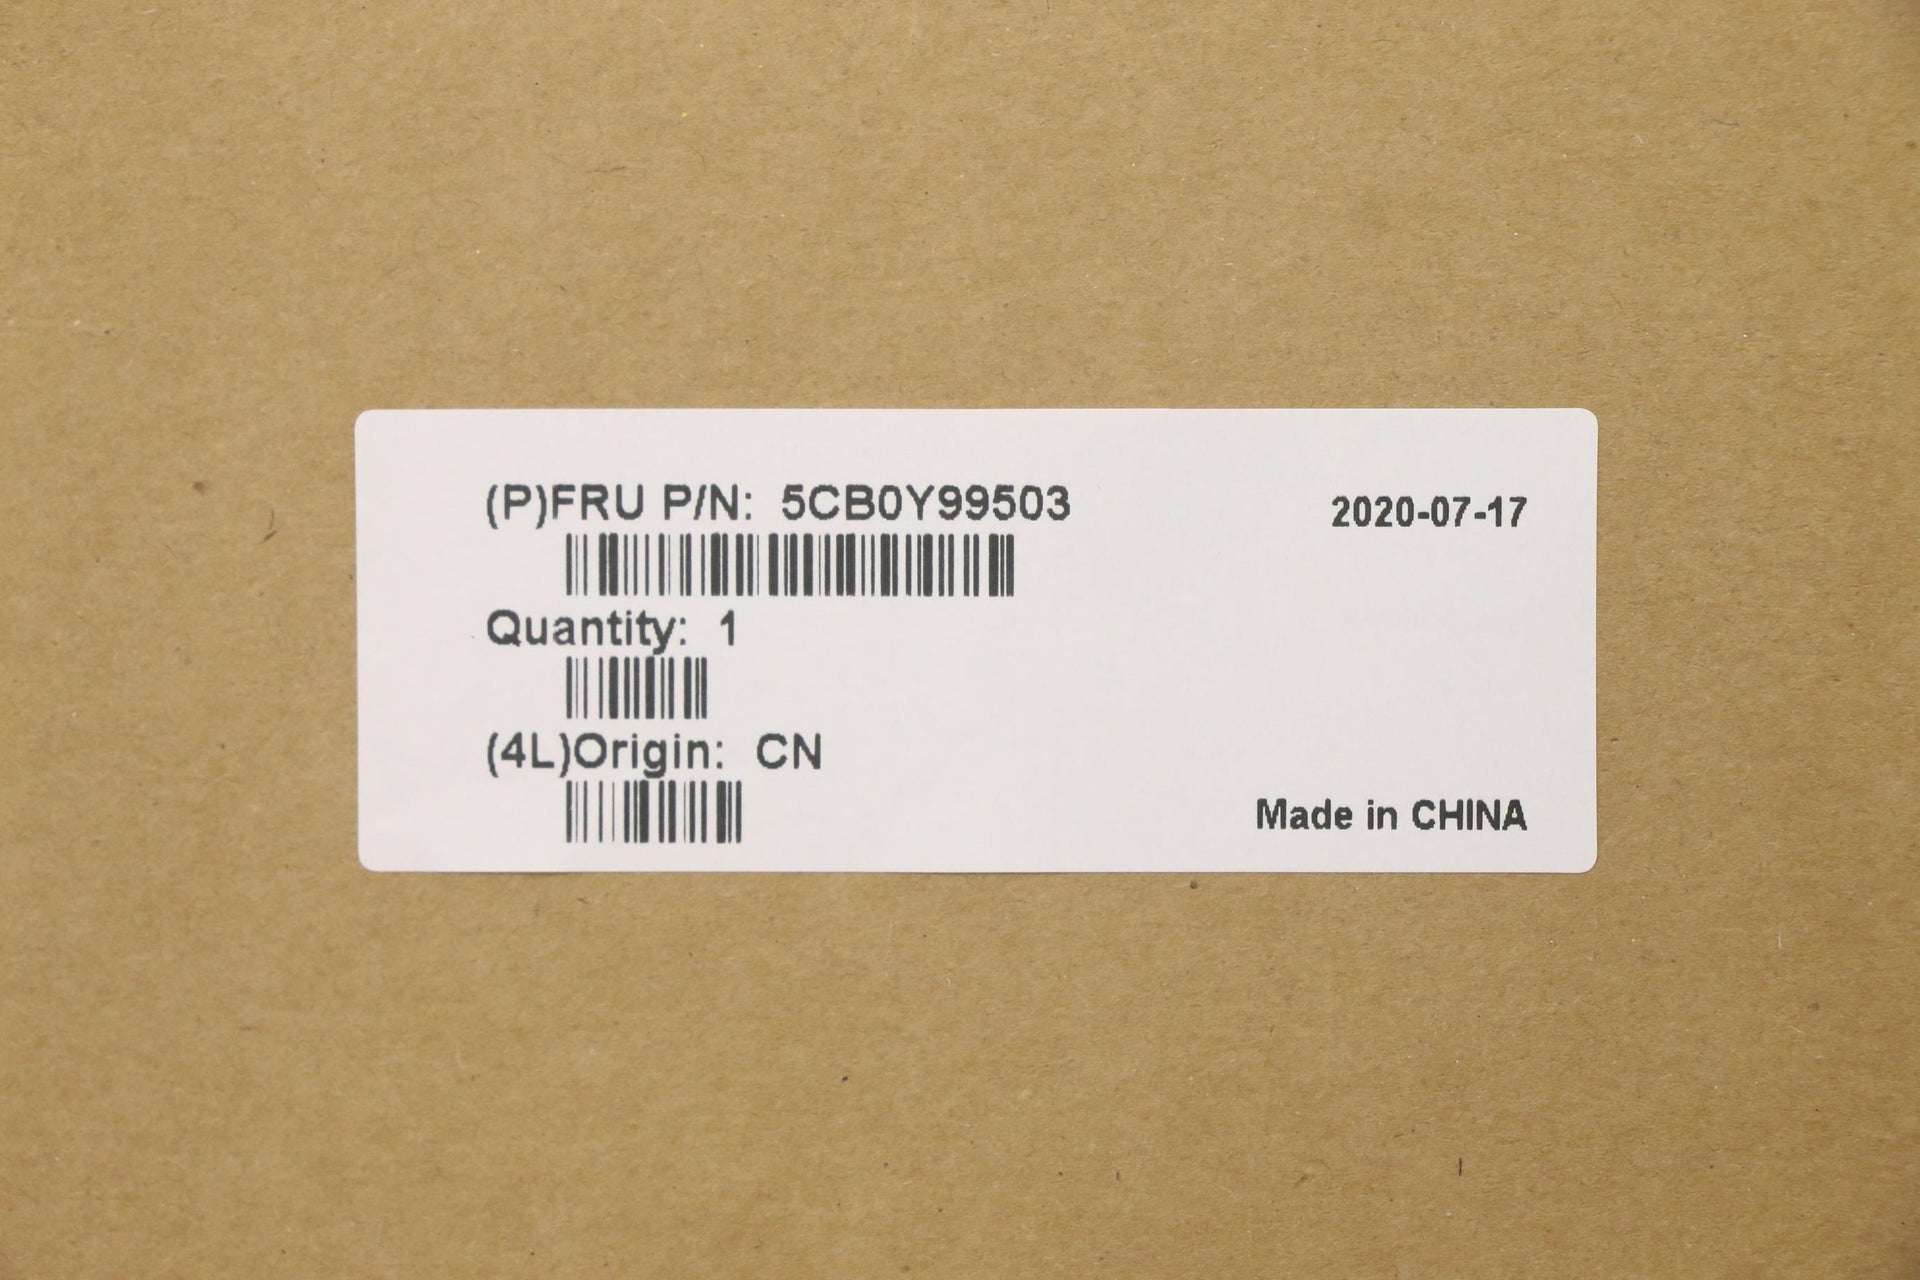 (P)FRU P/N: 5CB0Y99503
2020-07-17
Quantity: 1
(4L)Origin: CN
Made in CHINA